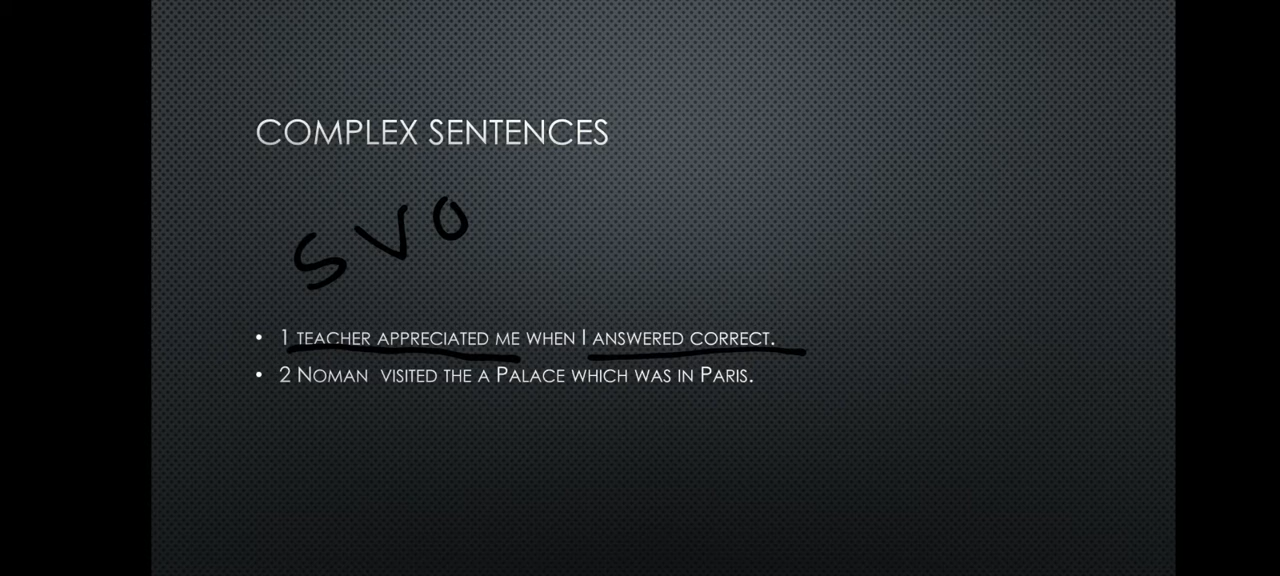 COMPLEX SENTENCES
SVO
• 1 TEACHER APPRECIATED ME WHEN I ANSWERED CORRECT.
• 2 NOMAN VISITED THE A PALACE WHICH WAS IN PARIS.